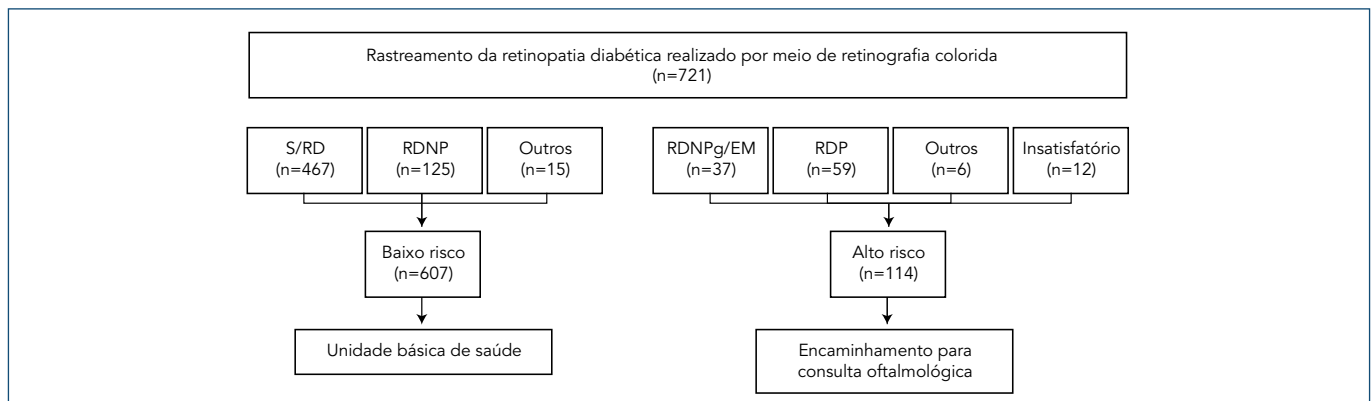 Rastreamento da retinopatia diabética realizado por meio de retinografia colorida
(n=721)
S/RD
(n=467)
RDNP
(n=125)
Outros
(n=15)
RDNPg/EM
(n=37)
RDP
(n=59)
Outros
(n=6)
Insatisfatório
(n=12)
Baixo risco
(n=607)
Alto risco
(n=114)
Unidade básica de saúde
Encaminhamento para
consulta oftalmológica